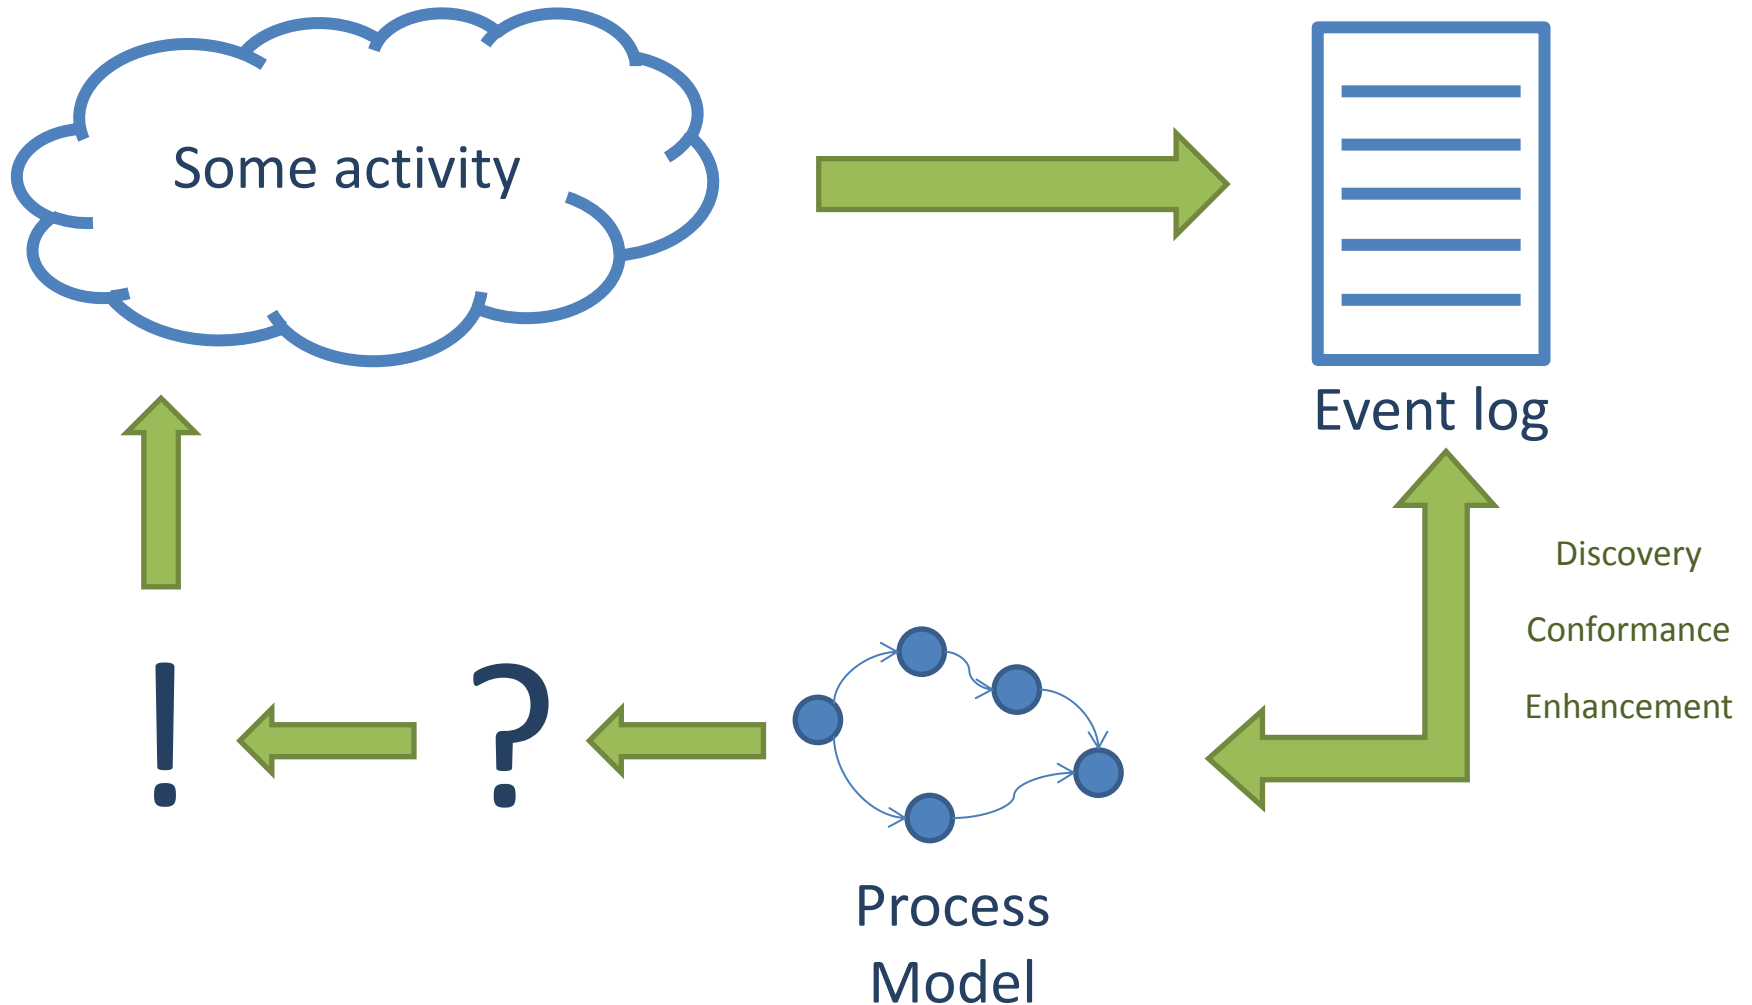 Some activity
Event log
Discovery
Conformance
Enhancement
!
?
Process
Model